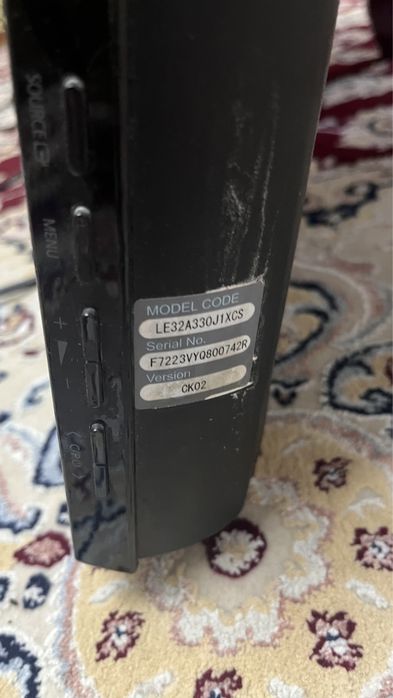 SOURCE
MENU
+
-
MODEL CODE
LE32A330J1XCS
Serial No.
F7223VYQ800742R
Version
CK02